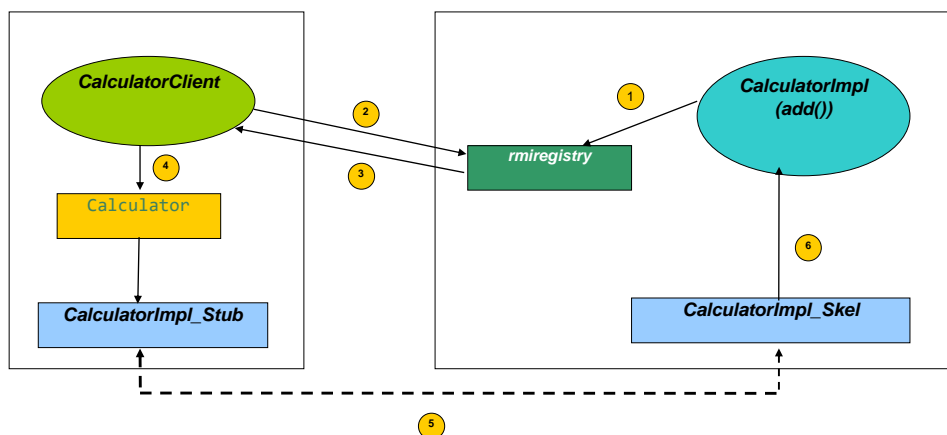 CalculatorClient
CalculatorImpl
(add())
1
2
rmiregistry
3
4
Calculator
6
CalculatorImpl_Stub
CalculatorImpl_Skel
5